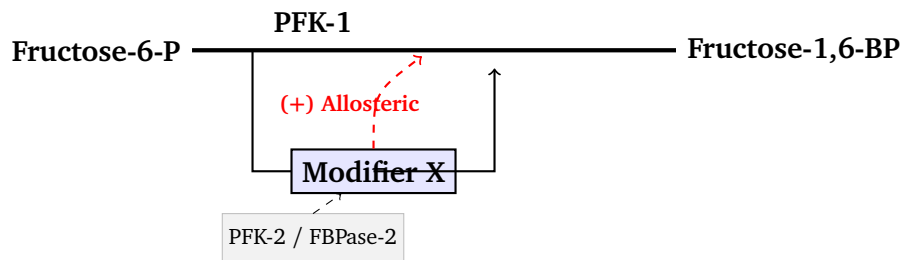 PFK-1
Fructose-6-P
Fructose-1,6-BP
(+) Allosteric
Modifier X
PFK-2 / FBPase-2